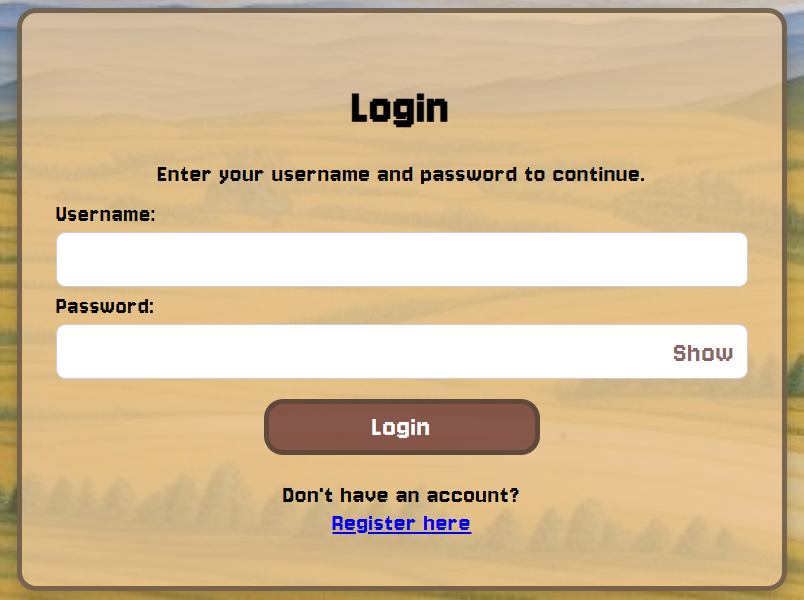 Login
Enter your username and password to continue.
Username:
Password:
Show
Login
Don't have an account?
Register here